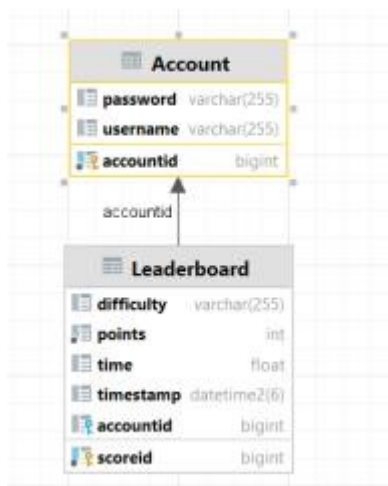 Account
password varchar(255)
username varchar(255)
accountid bigint
accountid
Leaderboard
difficulty varchar(255)
points int
time float
timestamp datetime2(6)
accountid bigint
scoreid bigint